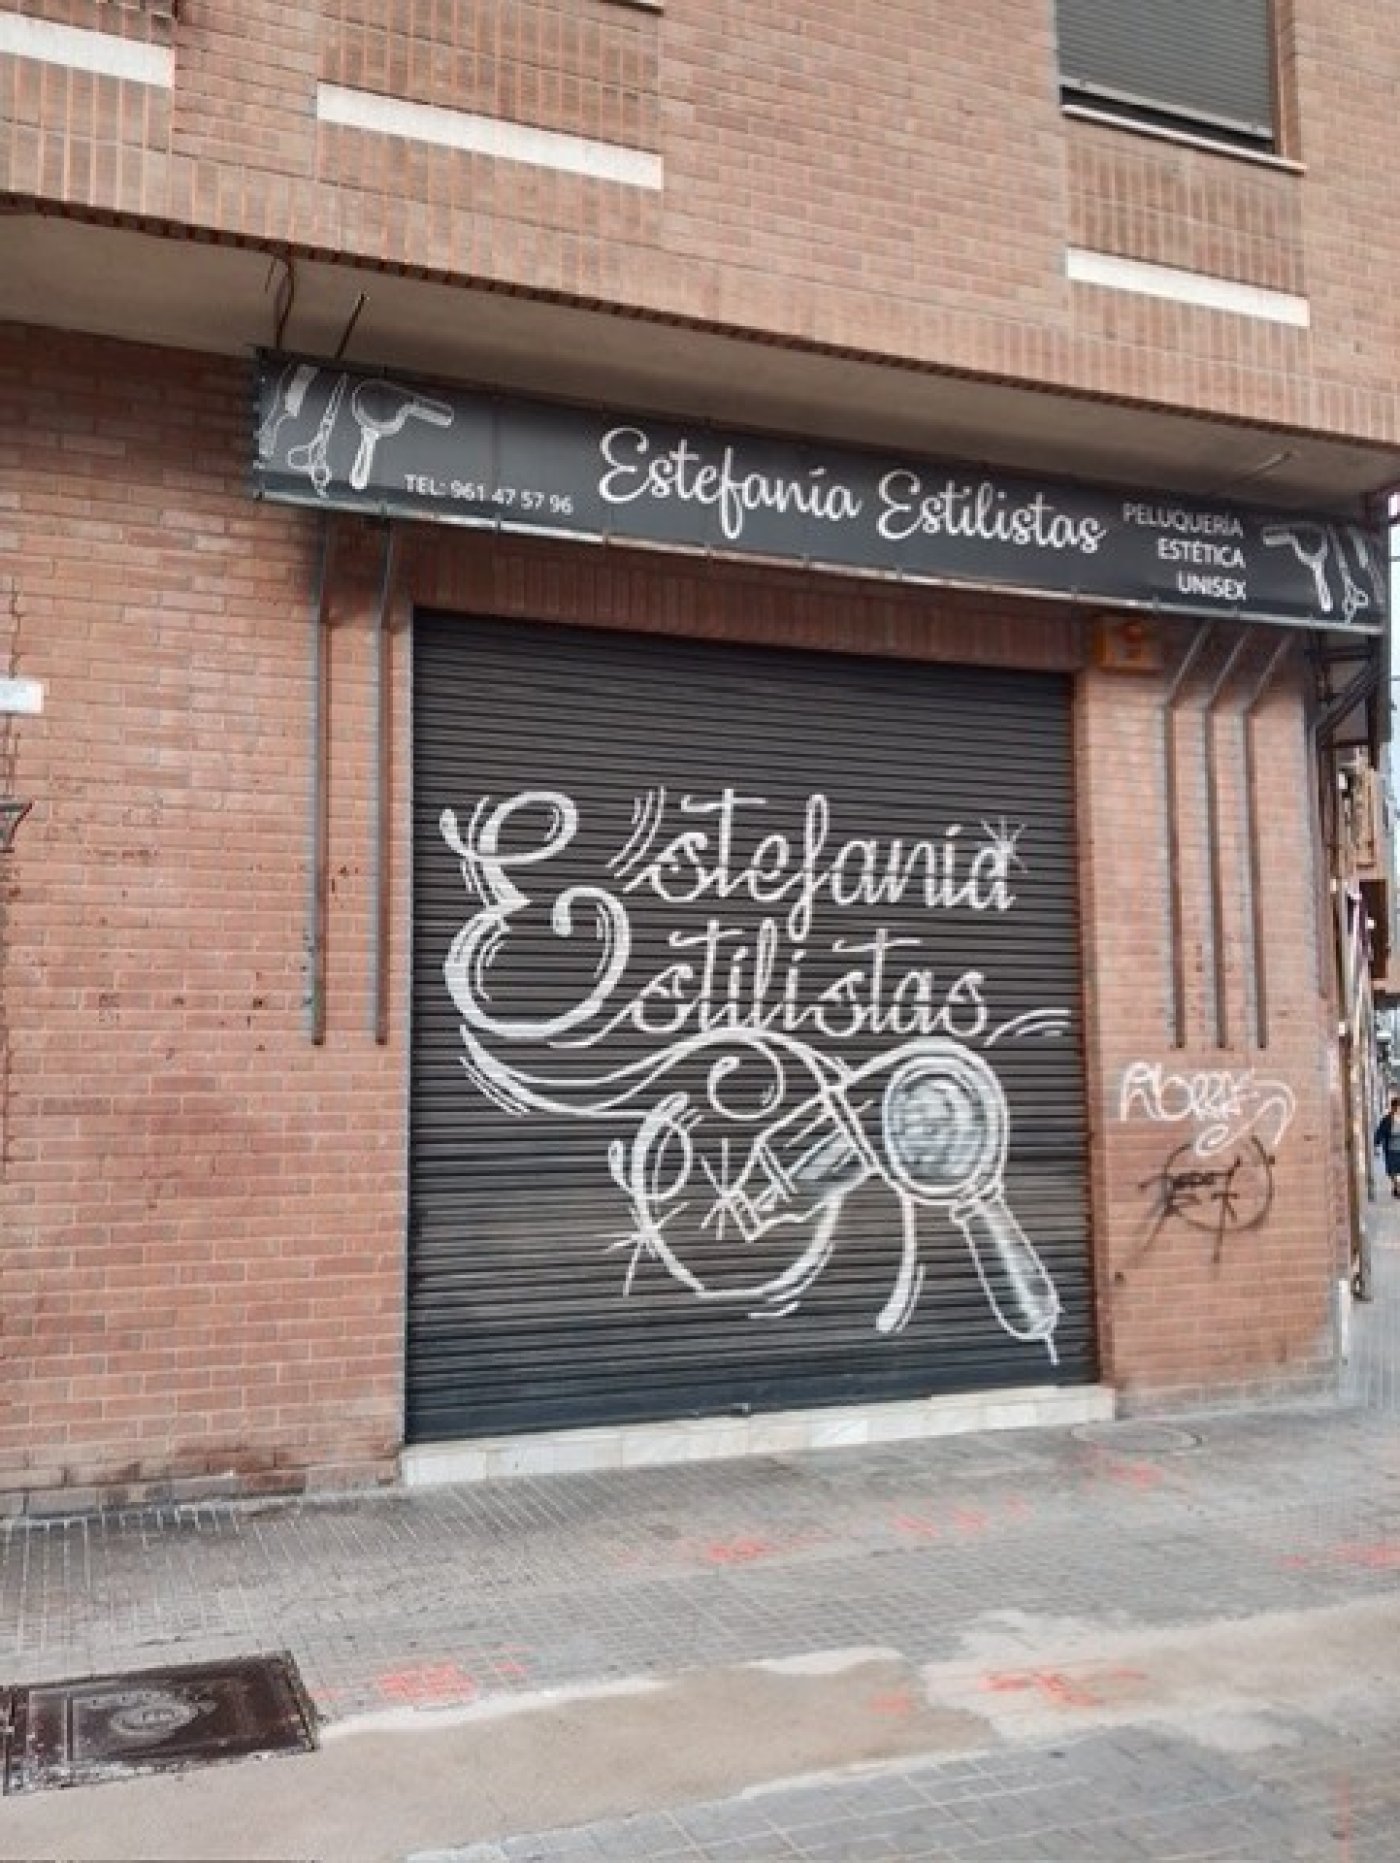 TEL: 961 47 57 96
Estefanía Estilistas
PELUQUERÍA
ESTÉTICA
UNISEX
Estefanía
Estilistas